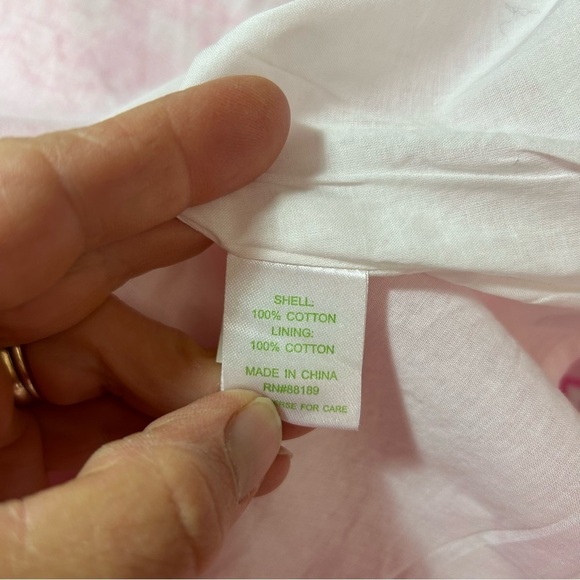 SHELL:
100% COTTON
LINING:
100% COTTON
MADE IN CHINA
RN#88189
FOR CARE